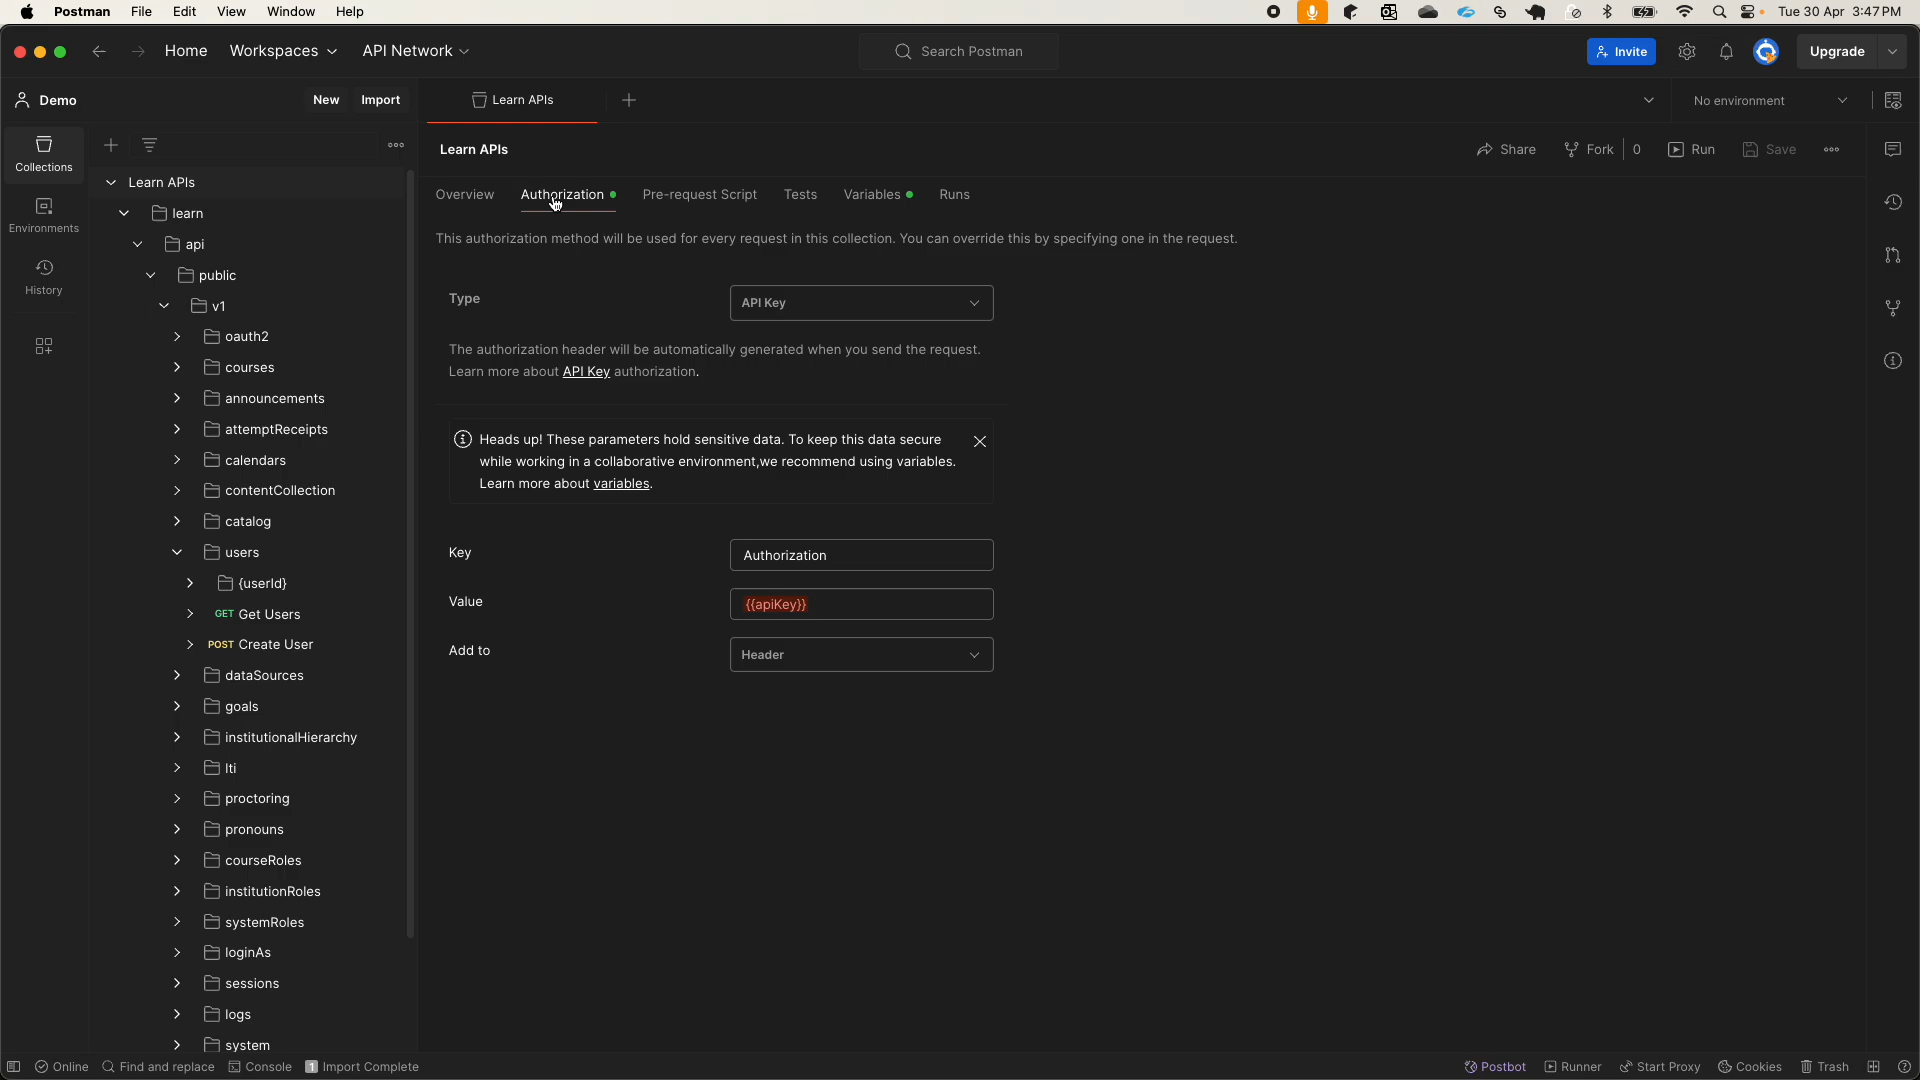 Postman File Edit View Window Help Tue 30 Apr 3:47 PM
Home Workspaces API Network Search Postman Invite Upgrade
Demo New Import Learn APIs No environment
Collections
Environments
History
Learn APIs
learn
api
public
v1
oauth2
courses
announcements
attemptReceipts
calendars
contentCollection
catalog
users
{userId}
GET Get Users
POST Create User
dataSources
goals
institutionalHierarchy
lti
proctoring
pronouns
courseRoles
institutionRoles
systemRoles
loginAs
sessions
logs
system
Learn APIs Share Fork 0 Run Save
Overview Authorization Pre-request Script Tests Variables Runs
This authorization method will be used for every request in this collection. You can override this by specifying one in the request.
Type API Key
The authorization header will be automatically generated when you send the request.
Learn more about API Key authorization.
Heads up! These parameters hold sensitive data. To keep this data secure
while working in a collaborative environment,we recommend using variables.
Learn more about variables.
Key Authorization
Value {{apiKey}}
Add to Header
Online Find and replace Console 1 Import Complete Postbot Runner Start Proxy Cookies Trash